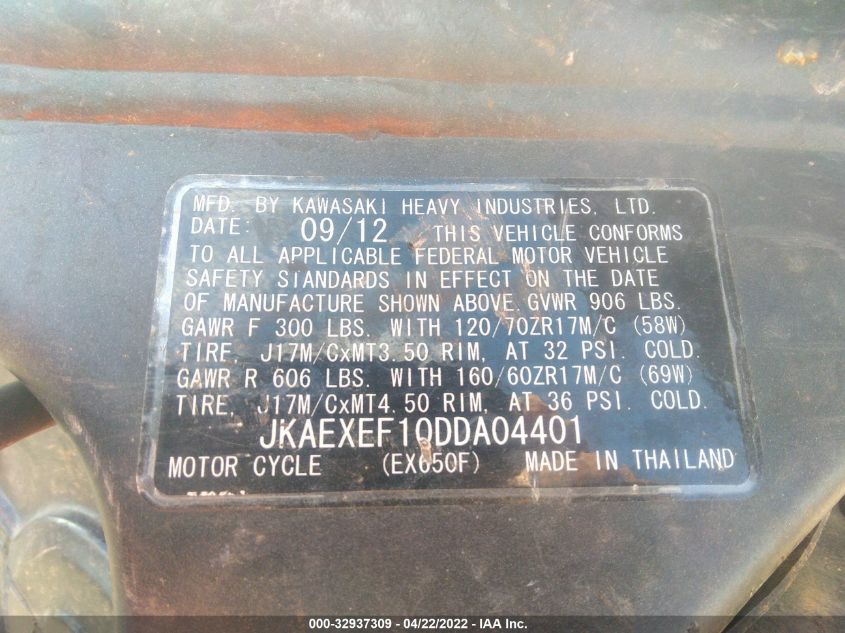 MFD. BY KAWASAKI HEAVY INDUSTRIES, LTD.
DATE: 09/12 THIS VEHICLE CONFORMS
TO ALL APPLICABLE FEDERAL MOTOR VEHICLE
SAFETY STANDARDS IN EFFECT ON THE DATE
OF MANUFACTURE SHOWN ABOVE. GVWR 906 LBS.
GAWR F 300 LBS. WITH 120/70ZR17M/C (58W)
TIRE, J17M/CxMT3.50 RIM, AT 32 PSI. COLD.
GAWR R 606 LBS. WITH 160/60ZR17M/C (69W)
TIRE, J17M/CxMT4.50 RIM, AT 36 PSI. COLD.
JKAEXEF10DDA04401
MOTOR CYCLE (EX650F) MADE IN THAILAND
000-32937309 - 04/22/2022 - IAA Inc.